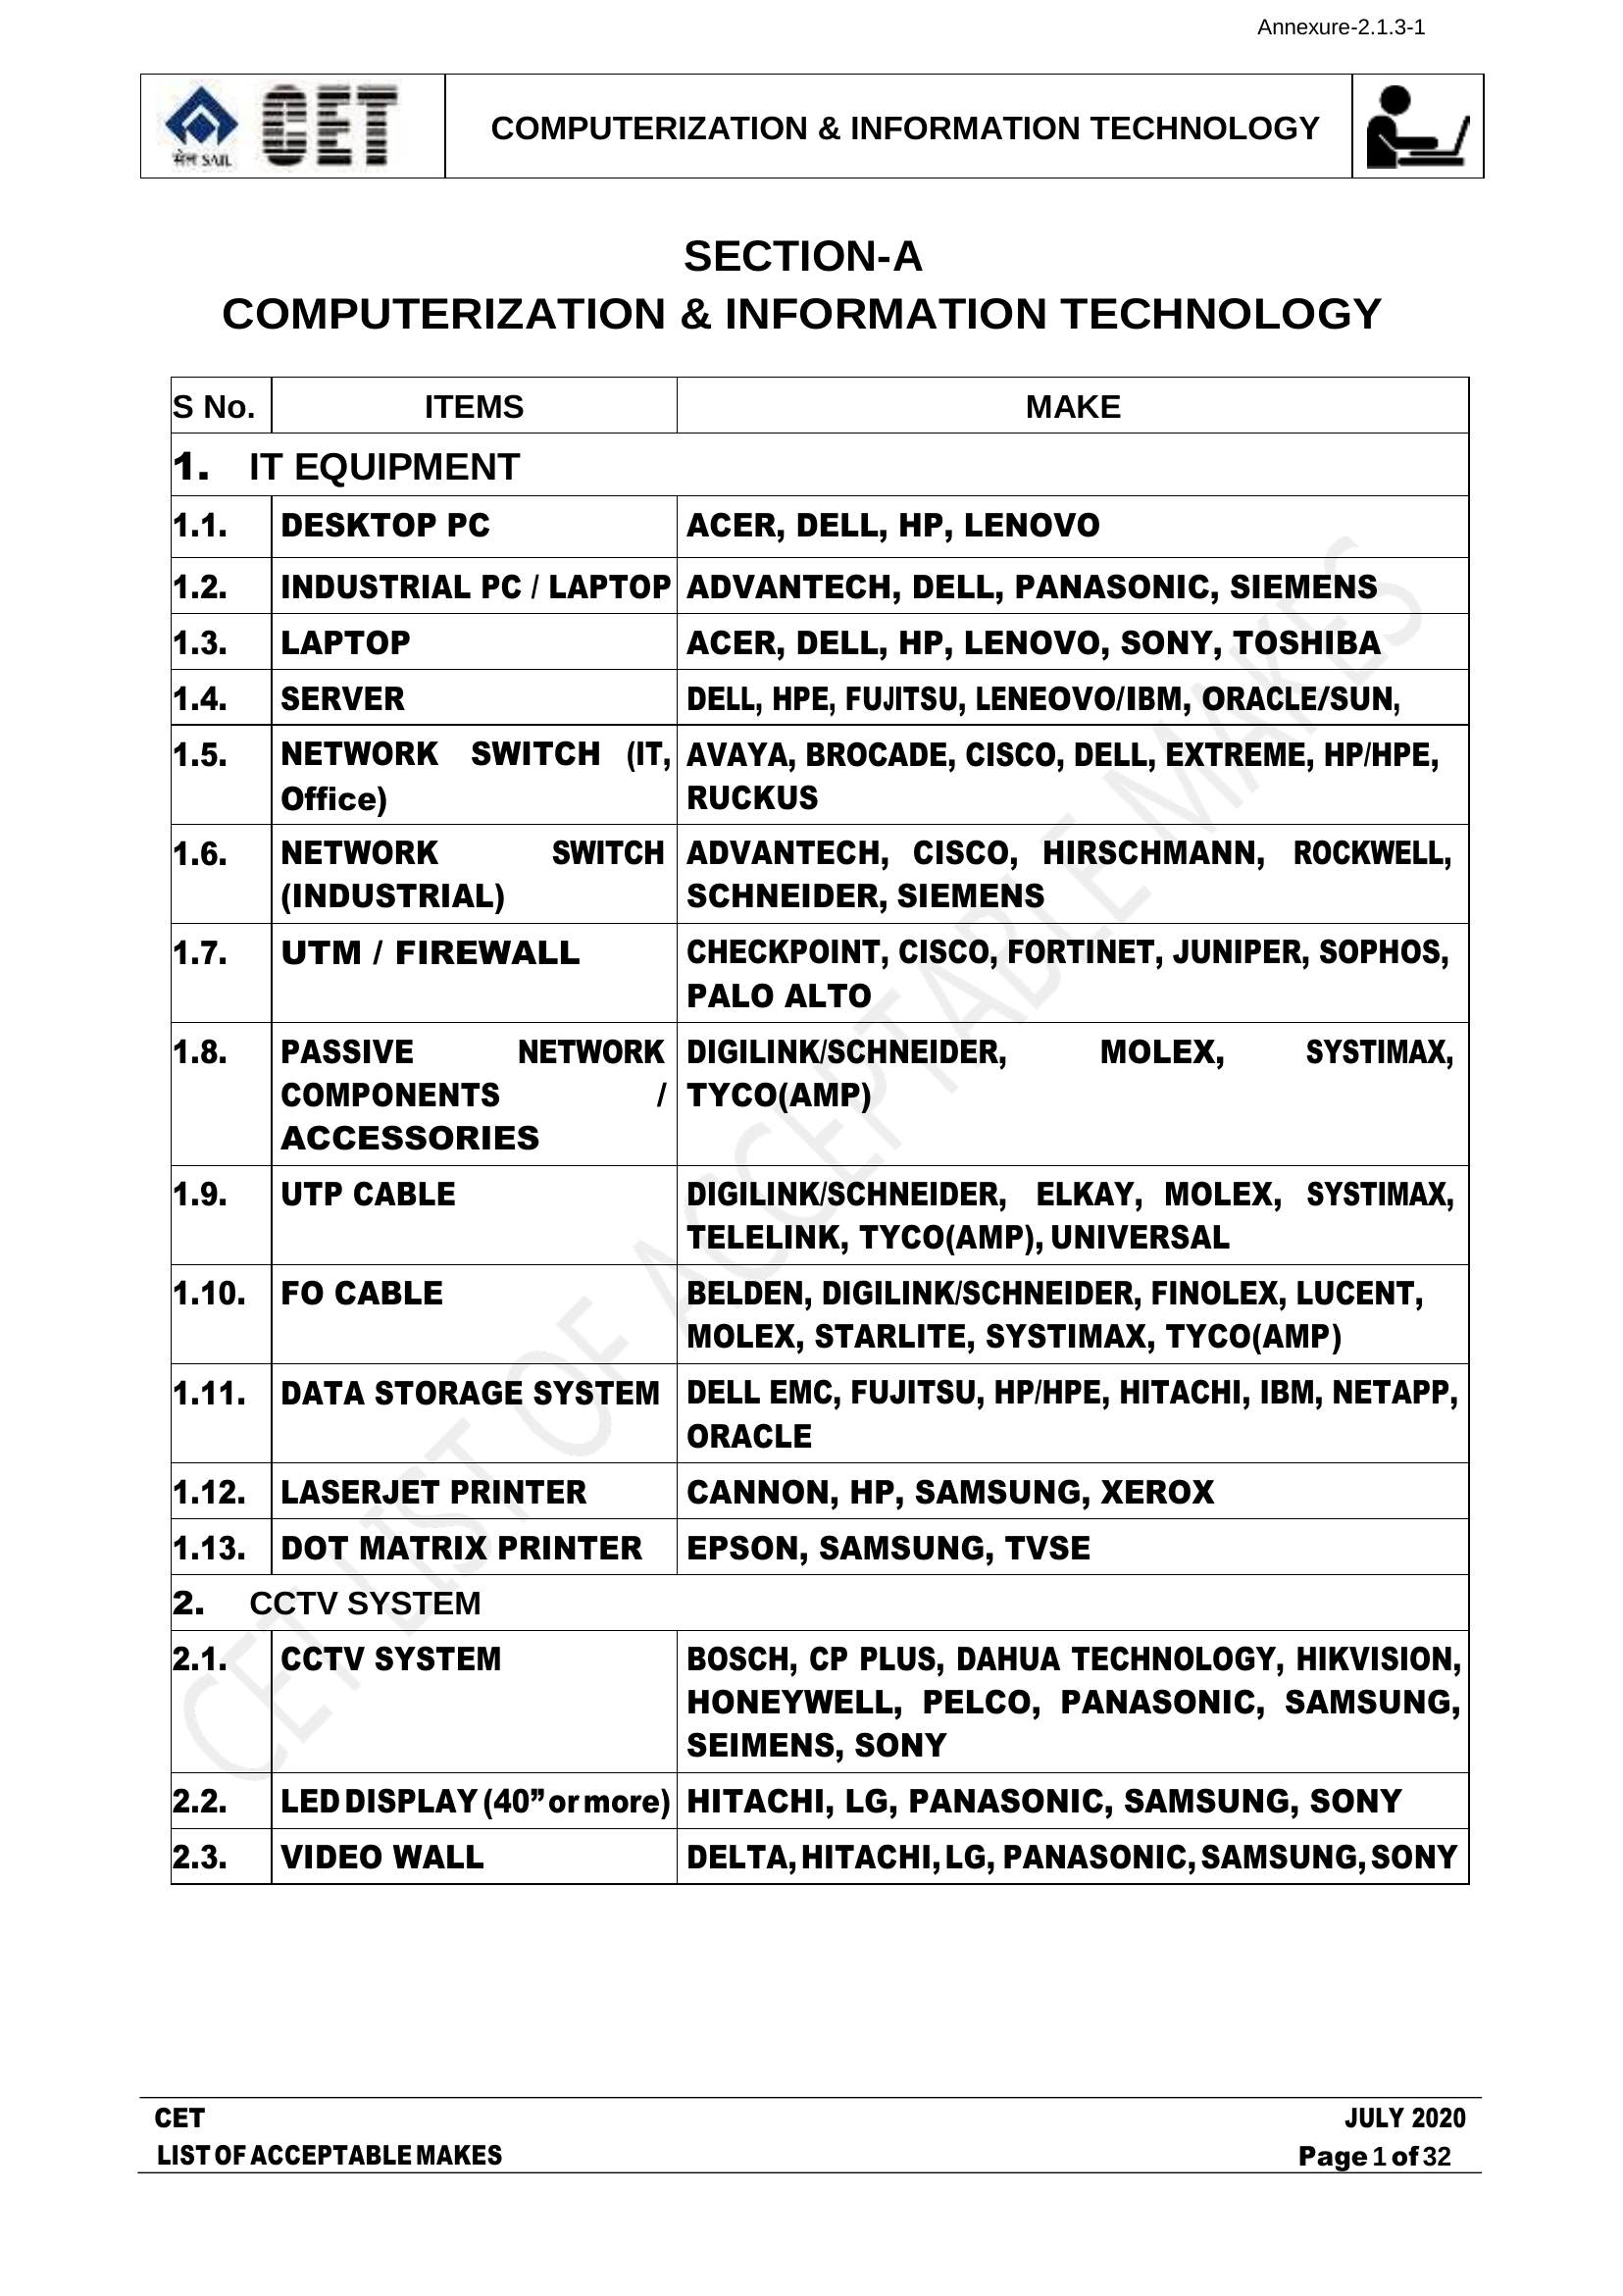 Annexure-2.1.3-1
सेल SAIL
CET
COMPUTERIZATION & INFORMATION TECHNOLOGY
SECTION-A
COMPUTERIZATION & INFORMATION TECHNOLOGY
S No. ITEMS MAKE
1. IT EQUIPMENT
1.1. DESKTOP PC ACER, DELL, HP, LENOVO
1.2. INDUSTRIAL PC / LAPTOP ADVANTECH, DELL, PANASONIC, SIEMENS
1.3. LAPTOP ACER, DELL, HP, LENOVO, SONY, TOSHIBA
1.4. SERVER DELL, HPE, FUJITSU, LENEOVO/IBM, ORACLE/SUN,
1.5. NETWORK SWITCH (IT, AVAYA, BROCADE, CISCO, DELL, EXTREME, HP/HPE,
Office) RUCKUS
1.6. NETWORK SWITCH ADVANTECH, CISCO, HIRSCHMANN, ROCKWELL,
(INDUSTRIAL) SCHNEIDER, SIEMENS
1.7. UTM / FIREWALL CHECKPOINT, CISCO, FORTINET, JUNIPER, SOPHOS,
PALO ALTO
1.8. PASSIVE NETWORK DIGILINK/SCHNEIDER, MOLEX, SYSTIMAX,
COMPONENTS / TYCO(AMP)
ACCESSORIES
1.9. UTP CABLE DIGILINK/SCHNEIDER, ELKAY, MOLEX, SYSTIMAX,
TELELINK, TYCO(AMP), UNIVERSAL
1.10. FO CABLE BELDEN, DIGILINK/SCHNEIDER, FINOLEX, LUCENT,
MOLEX, STARLITE, SYSTIMAX, TYCO(AMP)
1.11. DATA STORAGE SYSTEM DELL EMC, FUJITSU, HP/HPE, HITACHI, IBM, NETAPP,
ORACLE
1.12. LASERJET PRINTER CANNON, HP, SAMSUNG, XEROX
1.13. DOT MATRIX PRINTER EPSON, SAMSUNG, TVSE
2. CCTV SYSTEM
2.1. CCTV SYSTEM BOSCH, CP PLUS, DAHUA TECHNOLOGY, HIKVISION,
HONEYWELL, PELCO, PANASONIC, SAMSUNG,
SEIMENS, SONY
2.2. LED DISPLAY (40” or more) HITACHI, LG, PANASONIC, SAMSUNG, SONY
2.3. VIDEO WALL DELTA, HITACHI, LG, PANASONIC, SAMSUNG, SONY
CET LIST OF ACCEPTABLE MAKES
CET JULY 2020
LIST OF ACCEPTABLE MAKES Page 1 of 32